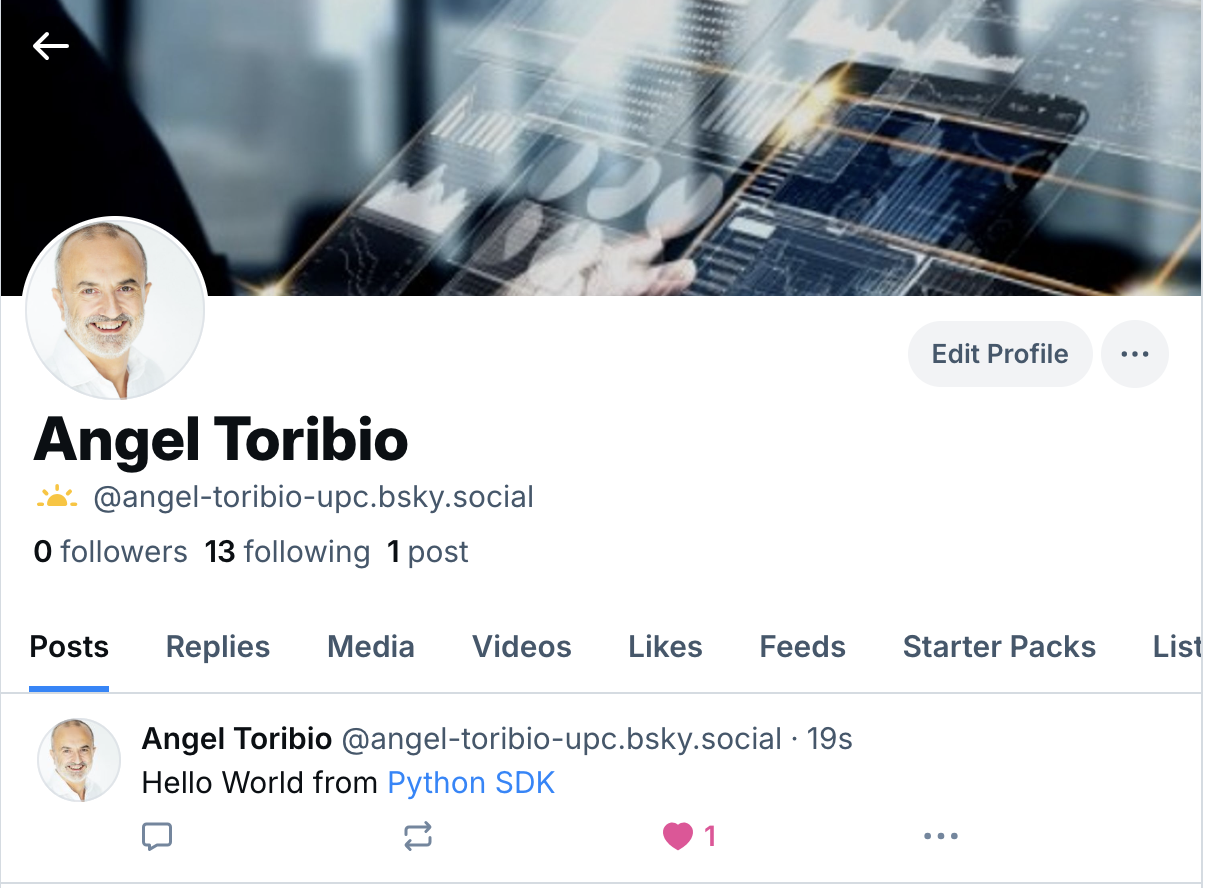 Edit Profile
Angel Toribio
@angel-toribio-upc.bsky.social
0 followers 13 following 1 post
Posts Replies Media Videos Likes Feeds Starter Packs List
Angel Toribio @angel-toribio-upc.bsky.social · 19s
Hello World from Python SDK
1